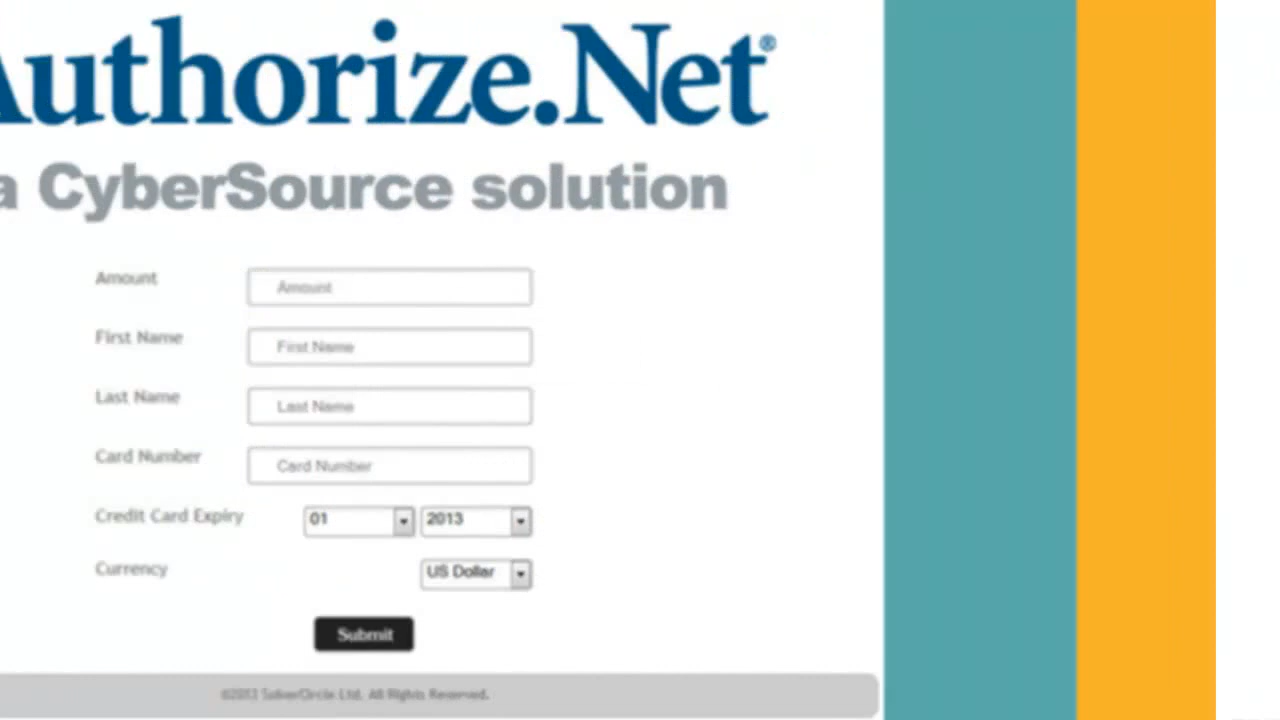 Authorize.Net®
a CyberSource solution
Amount Amount
First Name First Name
Last Name Last Name
Card Number Card Number
Credit Card Expiry 01 2013
Currency US Dollar
Submit
©2013 Ltd. All Rights Reserved.